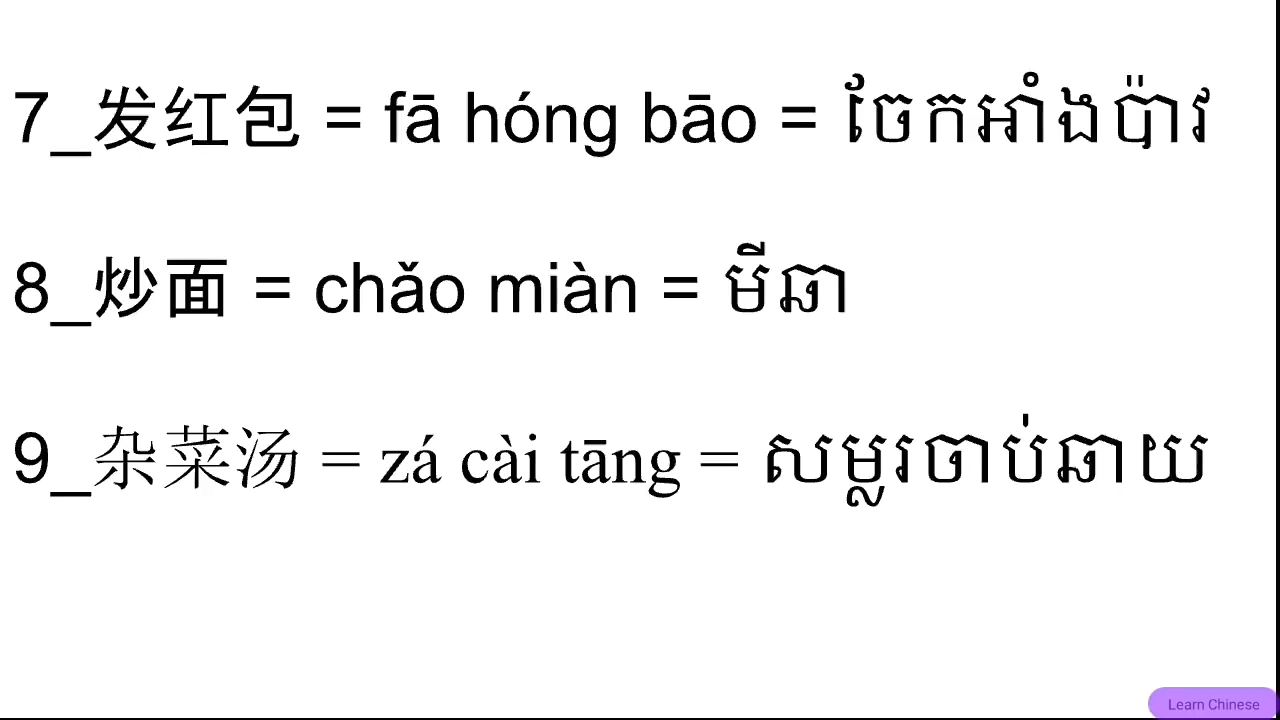 7_发红包 = fā hóng bāo = ចែកអាំងប៉ាវ
8_炒面 = chǎo miàn = មីឆា
9_杂菜汤 = zá cài tāng = សម្លរចាប់ឆាយ
Learn Chinese